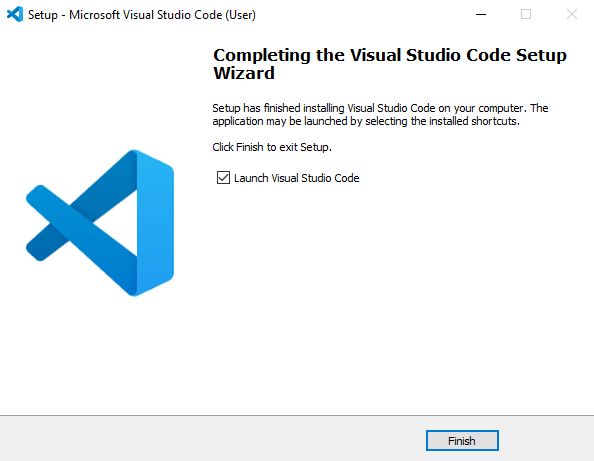 Setup - Microsoft Visual Studio Code (User)
Completing the Visual Studio Code Setup
Wizard
Setup has finished installing Visual Studio Code on your computer. The
application may be launched by selecting the installed shortcuts.
Click Finish to exit Setup.
Launch Visual Studio Code
Finish